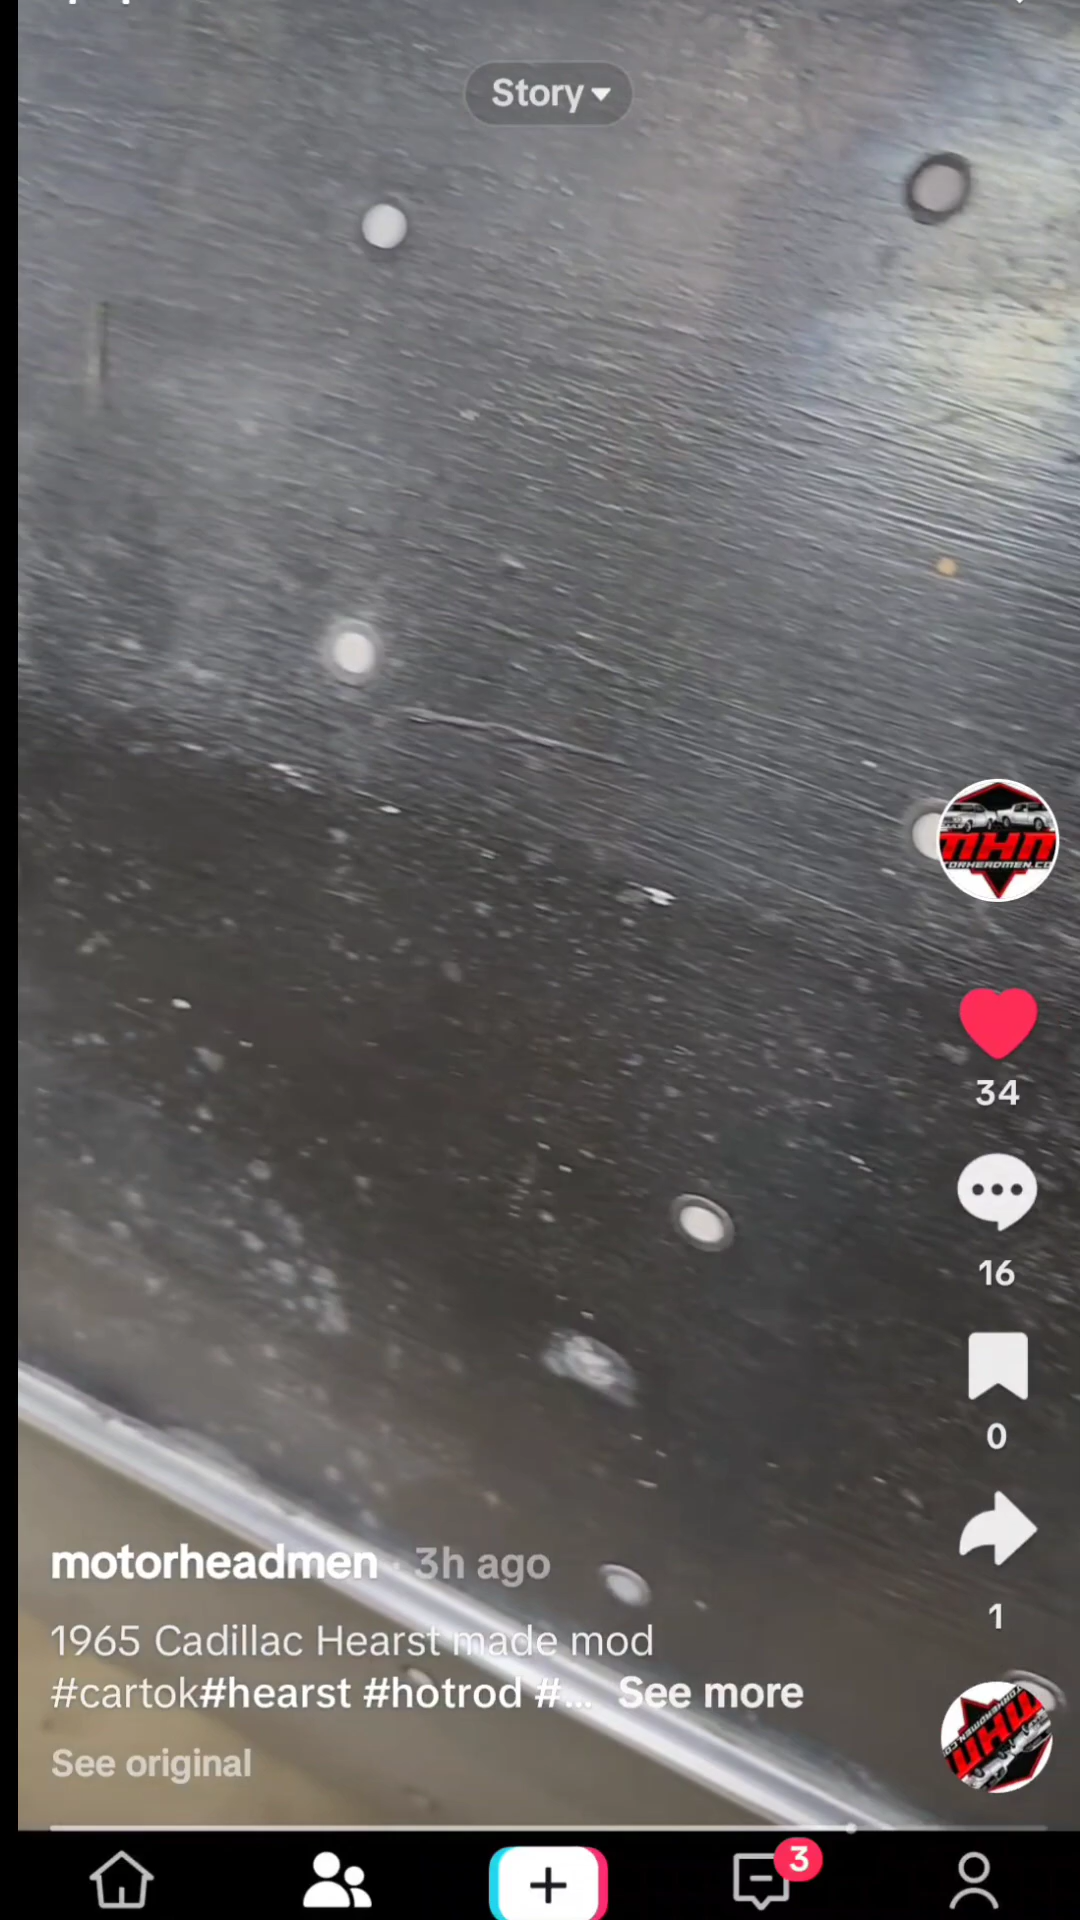 Story
MHM
34
16
0
1
motorheadmen · 3h ago
1965 Cadillac Hearst made mod
#cartok#hearst #hotrod #... See more
See original
3